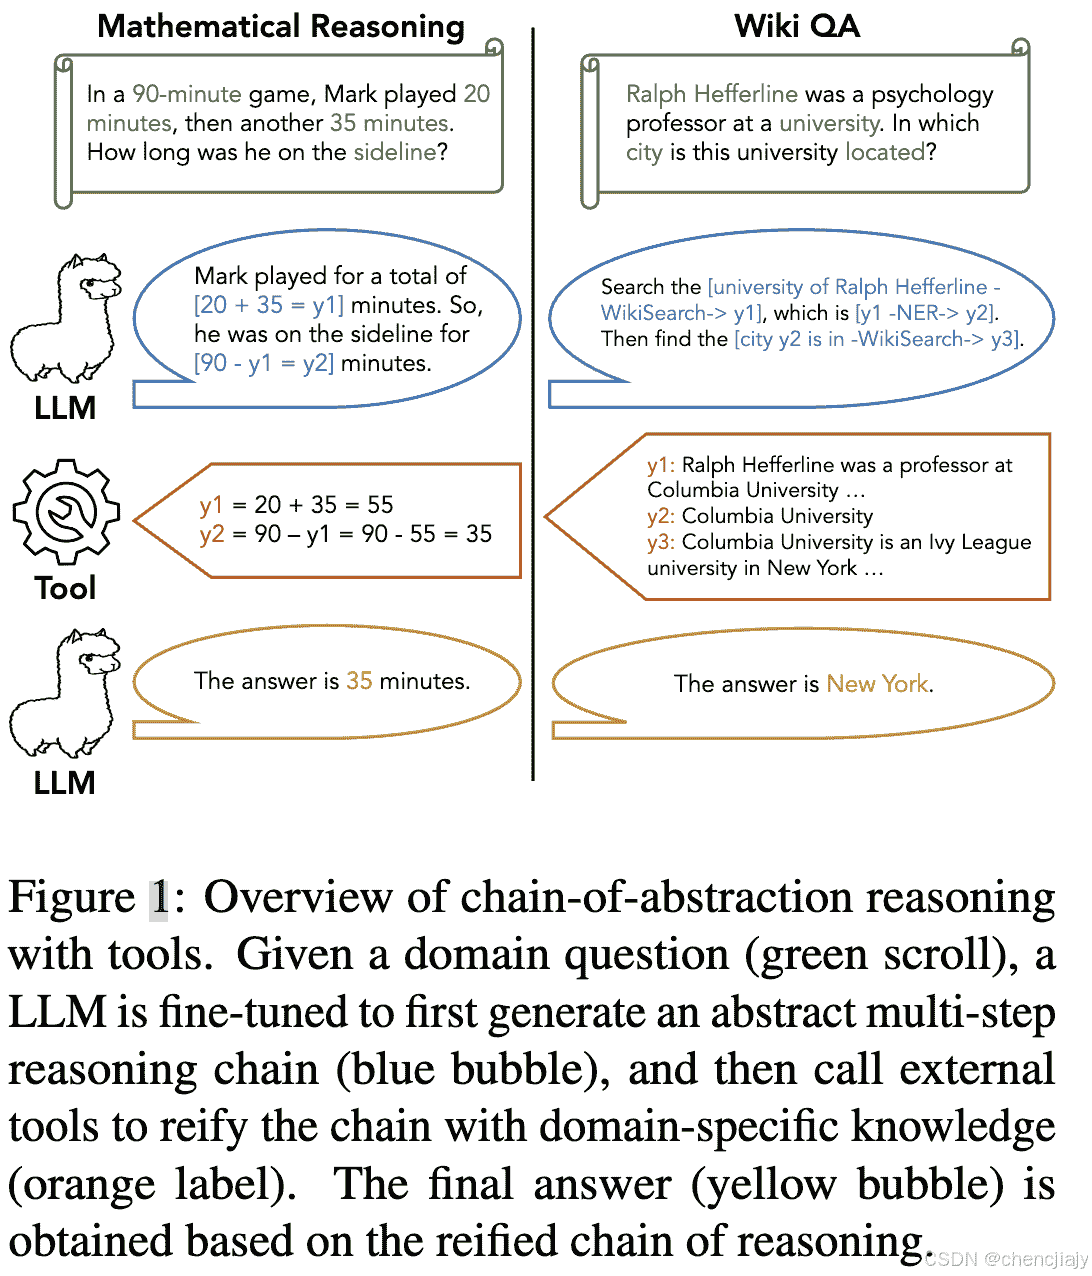 Mathematical Reasoning
In a 90-minute game, Mark played 20
minutes, then another 35 minutes.
How long was he on the sideline?
Mark played for a total of
[20 + 35 = y1] minutes. So,
he was on the sideline for
[90 - y1 = y2] minutes.
LLM
y1 = 20 + 35 = 55
y2 = 90 – y1 = 90 - 55 = 35
Tool
The answer is 35 minutes.
LLM
Wiki QA
Ralph Hefferline was a psychology
professor at a university. In which
city is this university located?
Search the [university of Ralph Hefferline -
WikiSearch-> y1], which is [y1 -NER-> y2].
Then find the [city y2 is in -WikiSearch-> y3].
y1: Ralph Hefferline was a professor at
Columbia University ...
y2: Columbia University
y3: Columbia University is an Ivy League
university in New York ...
The answer is New York.
Figure 1: Overview of chain-of-abstraction reasoning
with tools. Given a domain question (green scroll), a
LLM is fine-tuned to first generate an abstract multi-step
reasoning chain (blue bubble), and then call external
tools to reify the chain with domain-specific knowledge
(orange label). The final answer (yellow bubble) is
obtained based on the reified chain of reasoning.
CSDN @chencjiajy